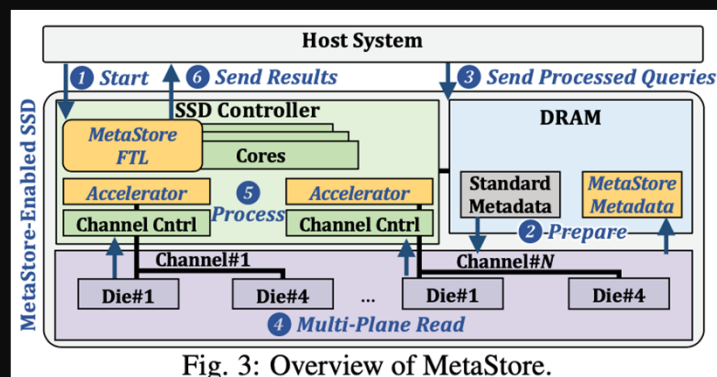 Host System
1 Start
6 Send Results
3 Send Processed Queries
MetaStore-Enabled SSD
SSD Controller
MetaStore
FTL
Cores
DRAM
Accelerator
5
Process
Accelerator
Channel Cntrl
Channel Cntrl
Standard
Metadata
MetaStore
Metadata
2-Prepare
Channel#1
Channel#N
Die#1
Die#4
...
Die#1
Die#4
4 Multi-Plane Read
Fig. 3: Overview of MetaStore.